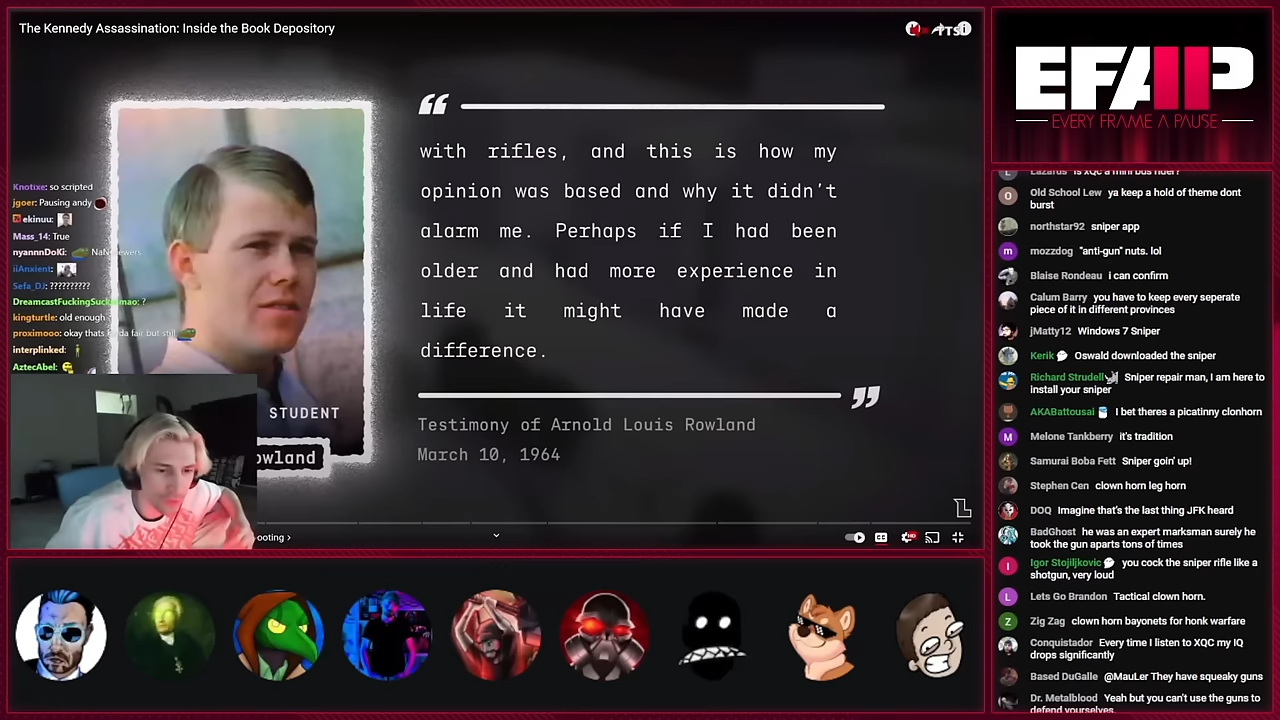 The Kennedy Assassination: Inside the Book Depository
with rifles, and this is how my
opinion was based and why it didn't
alarm me. Perhaps if I had been
older and had more experience in
life it might have made a
difference.
Testimony of Arnold Louis Rowland
March 10, 1964
STUDENT
owland
Knotixe: so scripted
jgoer: Pausing andy
ekinuu:
Mass_14: True
nyannnDoKi:
iiAnxient:
Sefa_DJ: ??????????
kingturtle: old enough
interplinked:
AztecAbel:
ooting ›
CC
HD
EFAP
EVERY FRAME A PAUSE
Old School Lew ya keep a hold of theme dont
burst
northstar92 sniper app
mozzdog "anti-gun" nuts. lol
Blaise Rondeau i can confirm
Calum Barry you have to keep every seperate
piece of it in different provinces
jMatty12 Windows 7 Sniper
Kerik Oswald downloaded the sniper
Richard Strudell Sniper repair man, I am here to
install your sniper
AKABattousai I bet theres a picatinny clonhorn
Melone Tankberry it's tradition
Samurai Boba Fett Sniper goin' up!
Stephen Cen clown horn leg horn
DOQ Imagine that's the last thing JFK heard
BadGhost he was an expert marksman surely he
took the gun aparts tons of times
Igor Stojiljkovic you cock the sniper rifle like a
shotgun, very loud
Lets Go Brandon Tactical clown horn.
Zig Zag clown horn bayonets for honk warfare
Conquistador Every time I listen to XQC my IQ
drops significantly
Based DuGalle @MauLer They have squeaky guns
Dr. Metalblood Yeah but you can't use the guns to
defend yourselves